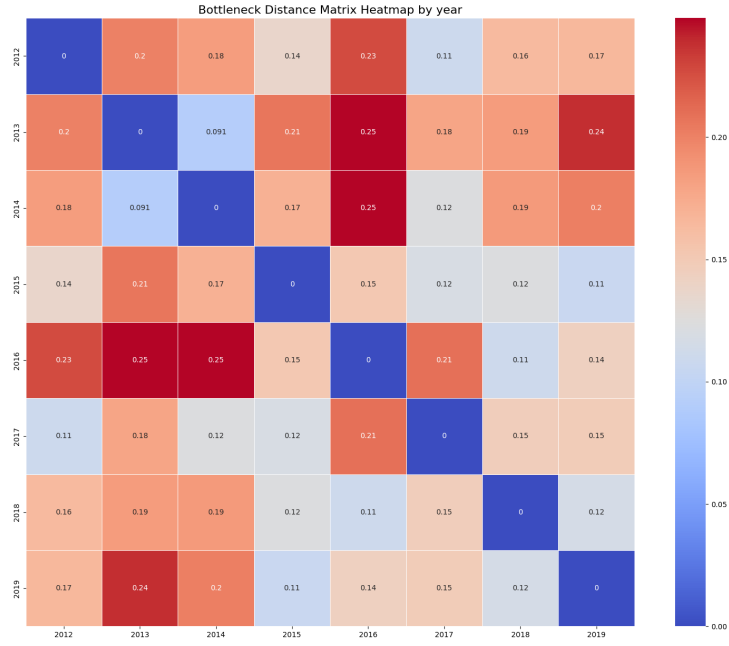 Bottleneck Distance Matrix Heatmap by year
2012 0 0.2 0.18 0.14 0.23 0.11 0.16 0.17
2013 0.2 0 0.091 0.21 0.25 0.18 0.19 0.24
2014 0.18 0.091 0 0.17 0.25 0.12 0.19 0.2
2015 0.14 0.21 0.17 0 0.15 0.12 0.12 0.11
2016 0.23 0.25 0.25 0.15 0 0.21 0.11 0.14
2017 0.11 0.18 0.12 0.12 0.21 0 0.15 0.15
2018 0.16 0.19 0.19 0.12 0.11 0.15 0 0.12
2019 0.17 0.24 0.2 0.11 0.14 0.15 0.12 0
2012 2013 2014 2015 2016 2017 2018 2019
0.20
0.15
0.10
0.05
0.00